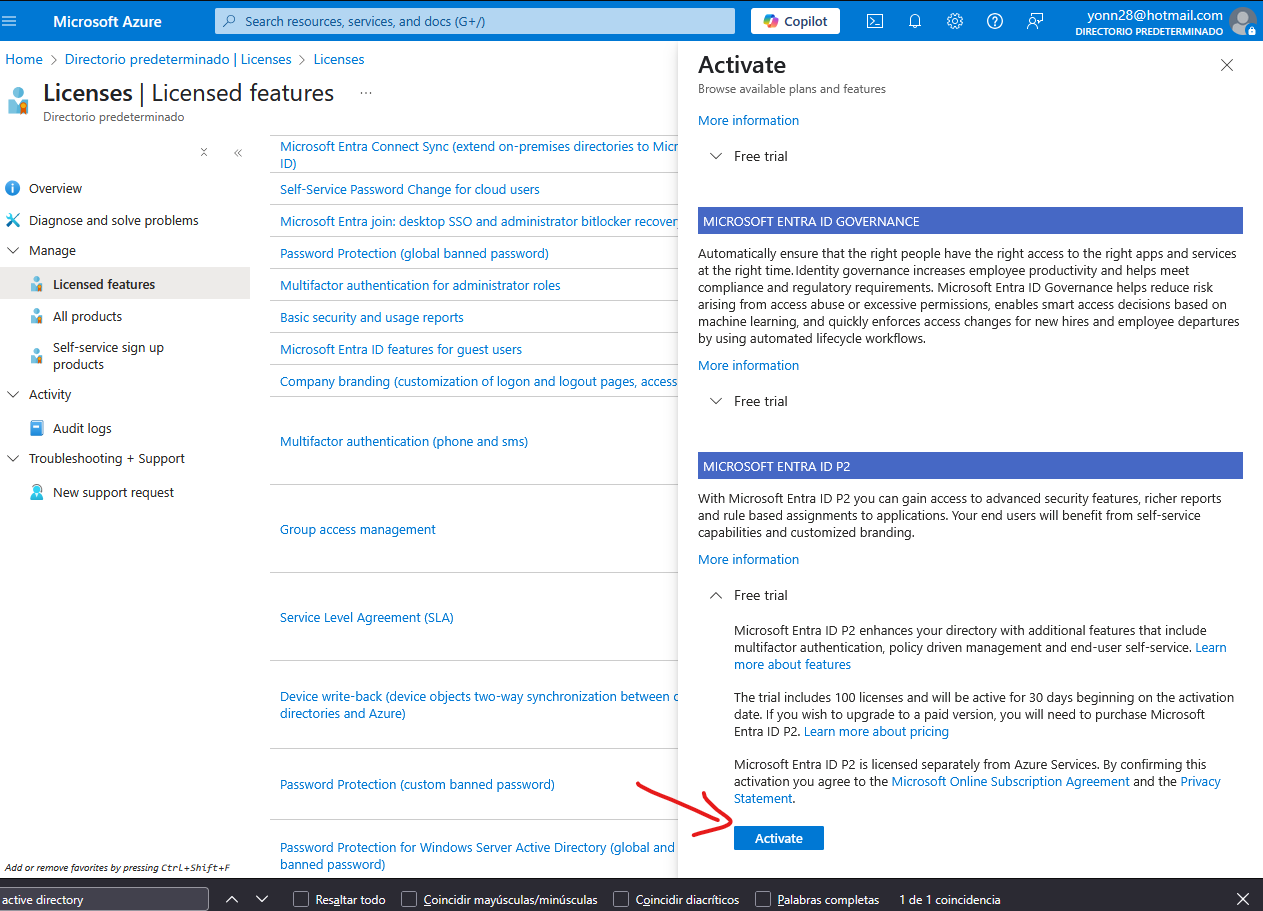 Microsoft Azure
Search resources, services, and docs (G+/)
Copilot
yonn28@hotmail.com
DIRECTORIO PREDETERMINADO
Home > Directorio predeterminado | Licenses > Licenses
Licenses | Licensed features
...
Directorio predeterminado
Overview
Diagnose and solve problems
Manage
Licensed features
All products
Self-service sign up
products
Activity
Audit logs
Troubleshooting + Support
New support request
Add or remove favorites by pressing Ctrl+Shift+F
Microsoft Entra Connect Sync (extend on-premises directories to Micr
ID)
Self-Service Password Change for cloud users
Microsoft Entra join: desktop SSO and administrator bitlocker recover
Password Protection (global banned password)
Multifactor authentication for administrator roles
Basic security and usage reports
Microsoft Entra ID features for guest users
Company branding (customization of logon and logout pages, access
Multifactor authentication (phone and sms)
Group access management
Service Level Agreement (SLA)
Device write-back (device objects two-way synchronization between
directories and Azure)
Password Protection (custom banned password)
Password Protection for Windows Server Active Directory (global and
banned password)
Activate
Browse available plans and features
More information
Free trial
MICROSOFT ENTRA ID GOVERNANCE
Automatically ensure that the right people have the right access to the right apps and services
at the right time. Identity governance increases employee productivity and helps meet
compliance and regulatory requirements. Microsoft Entra ID Governance helps reduce risk
arising from access abuse or excessive permissions, enables smart access decisions based on
machine learning, and quickly enforces access changes for new hires and employee departures
by using automated lifecycle workflows.
More information
Free trial
MICROSOFT ENTRA ID P2
With Microsoft Entra ID P2 you can gain access to advanced security features, richer reports
and rule based assignments to applications. Your end users will benefit from self-service
capabilities and customized branding.
More information
Free trial
Microsoft Entra ID P2 enhances your directory with additional features that include
multifactor authentication, policy driven management and end-user self-service. Learn
more about features
The trial includes 100 licenses and will be active for 30 days beginning on the activation
date. If you wish to upgrade to a paid version, you will need to purchase Microsoft
Entra ID P2. Learn more about pricing
Microsoft Entra ID P2 is licensed separately from Azure Services. By confirming this
activation you agree to the Microsoft Online Subscription Agreement and the Privacy
Statement.
Activate
active directory
Resaltar todo
Coincidir mayúsculas/minúsculas
Coincidir diacríticos
Palabras completas
1 de 1 coincidencia